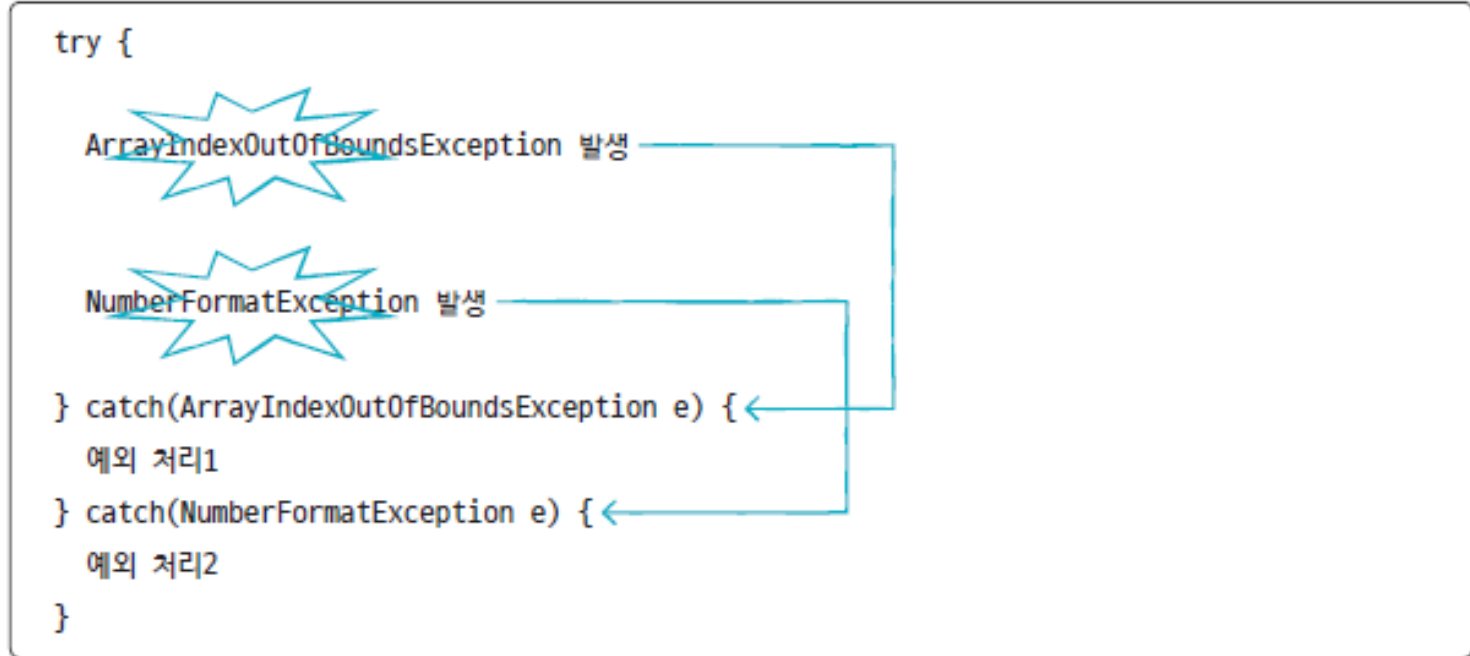 try {
ArrayIndexOutOfBoundsException 발생
NumberFormatException 발생
} catch(ArrayIndexOutOfBoundsException e) {
예외 처리1
} catch(NumberFormatException e) {
예외 처리2
}